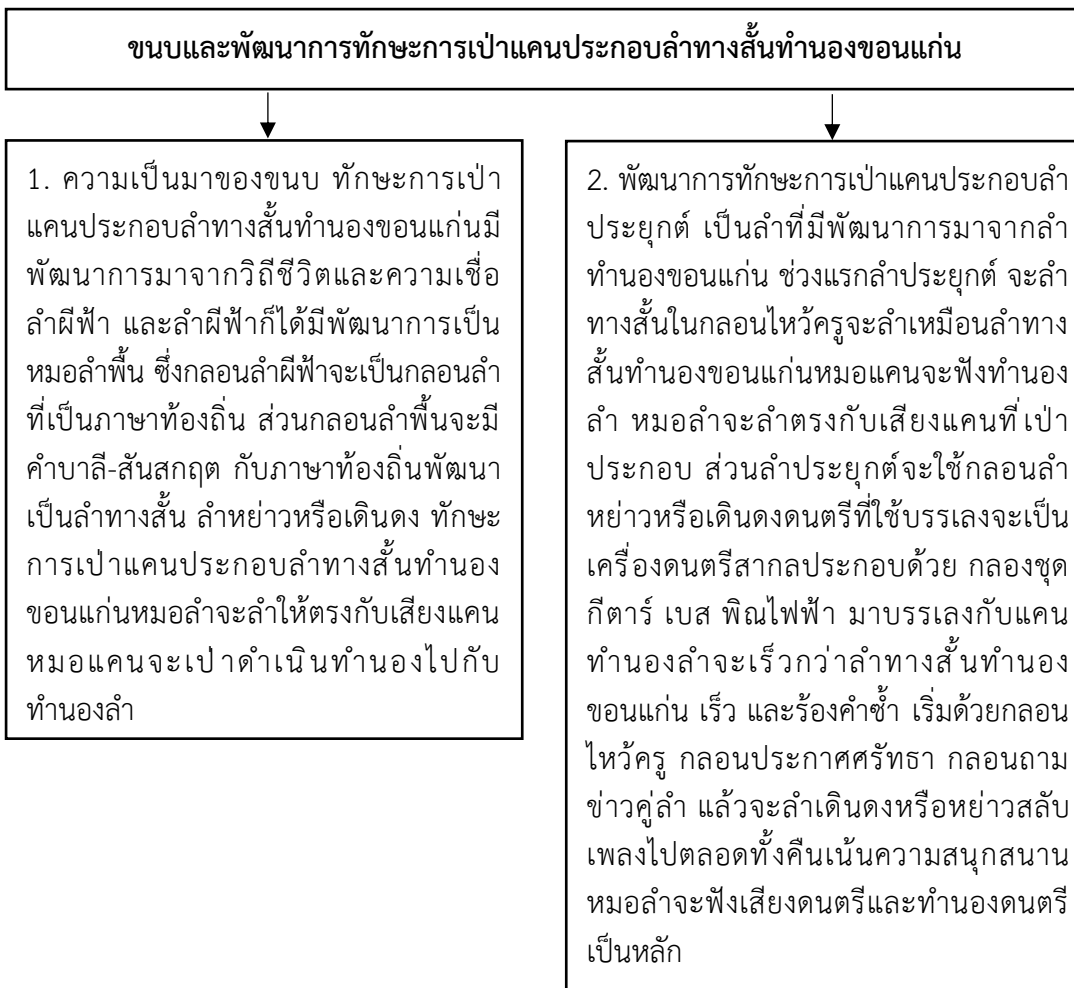 ขนบและพัฒนาการทักษะการเป่าแคนประกอบลำทางสั้นทำนองขอนแก่น
1. ความเป็นมาของขนบ ทักษะการเป่า
แคนประกอบลำทางสั้นทำนองขอนแก่นมี
พัฒนาการมาจากวิถีชีวิตและความเชื่อ
ลำผีฟ้า และลำผีฟ้าก็ได้มีพัฒนาการเป็น
หมอลำพื้น ซึ่งกลอนลำผีฟ้าจะเป็นกลอนลำ
ที่เป็นภาษาท้องถิ่น ส่วนกลอนลำพื้นจะมี
คำบาลี-สันสกฤต กับภาษาท้องถิ่นพัฒนา
เป็นลำทางสั้น ลำหย่าวหรือเดินดง ทักษะ
การเป่าแคนประกอบลำทางสั้นทำนอง
ขอนแก่นหมอลำจะลำให้ตรงกับเสียงแคน
หมอแคนจะเป่าดำเนินทำนองไปกับ
ทำนองลำ
2. พัฒนาการทักษะการเป่าแคนประกอบลำ
ประยุกต์ เป็นลำที่มีพัฒนาการมาจากลำ
ทำนองขอนแก่น ช่วงแรกลำประยุกต์ จะลำ
ทางสั้นในกลอนไหว้ครูจะลำเหมือนลำทาง
สั้นทำนองขอนแก่นหมอแคนจะฟังทำนอง
ลำ หมอลำจะลำตรงกับเสียงแคนที่เป่า
ประกอบ ส่วนลำประยุกต์จะใช้กลอนลำ
หย่าวหรือเดินดงดนตรีที่ใช้บรรเลงจะเป็น
เครื่องดนตรีสากลประกอบด้วย กลองชุด
กีตาร์ เบส พิณไฟฟ้า มาบรรเลงกับแคน
ทำนองลำจะเร็วกว่าลำทางสั้นทำนอง
ขอนแก่น เร็ว และร้องคำซ้ำ เริ่มด้วยกลอน
ไหว้ครู กลอนประกาศศรัทธา กลอนถาม
ข่าวคู่ลำ แล้วจะลำเดินดงหรือหย่าวสลับ
เพลงไปตลอดทั้งคืนเน้นความสนุกสนาน
หมอลำจะฟังเสียงดนตรีและทำนองดนตรี
เป็นหลัก